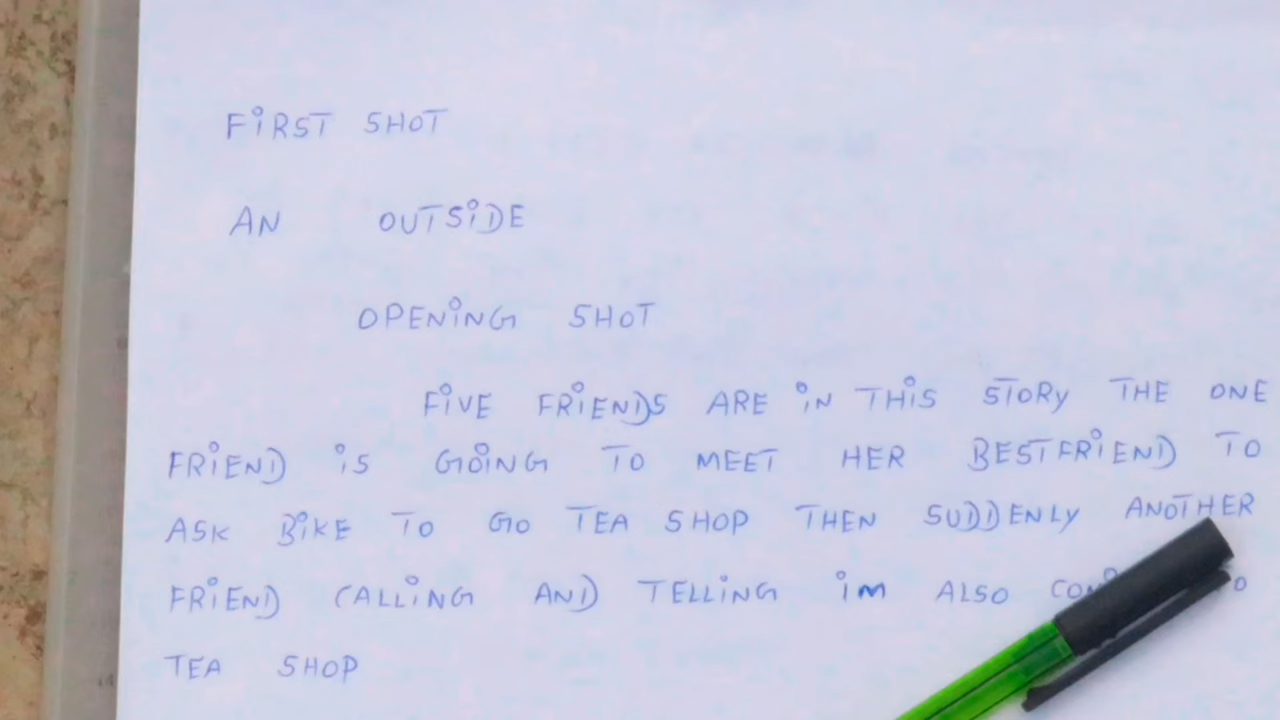 FIRST SHOT
AN OUTSIDE
OPENING SHOT
FIVE FRIENDS ARE IN THIS STORY THE ONE
FRIEND IS GOING TO MEET HER BESTFRIEND TO
ASK BIKE TO GO TEA SHOP THEN SUDDENLY ANOTHER
FRIEND CALLING AND TELLING IM ALSO
TEA SHOP